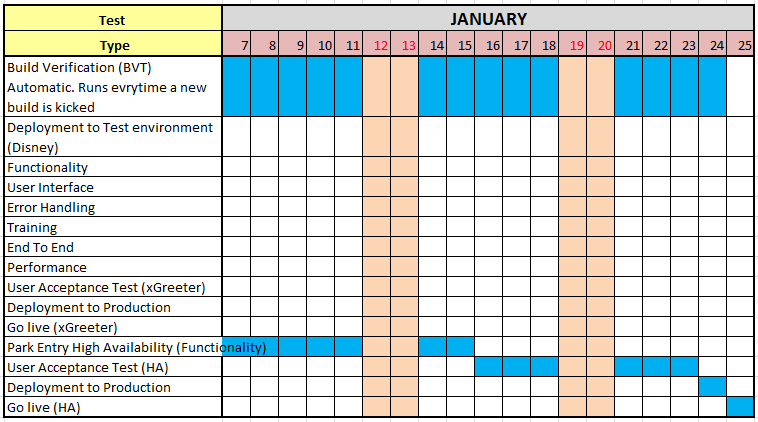 Test JANUARY
Type 7 8 9 10 11 12 13 14 15 16 17 18 19 20 21 22 23 24 25
Build Verification (BVT)
Automatic. Runs evrytime a new
build is kicked
Deployment to Test environment
(Disney)
Functionality
User Interface
Error Handling
Training
End To End
Performance
User Acceptance Test (xGreeter)
Deployment to Production
Go live (xGreeter)
Park Entry High Availability (Functionality)
User Acceptance Test (HA)
Deployment to Production
Go live (HA)